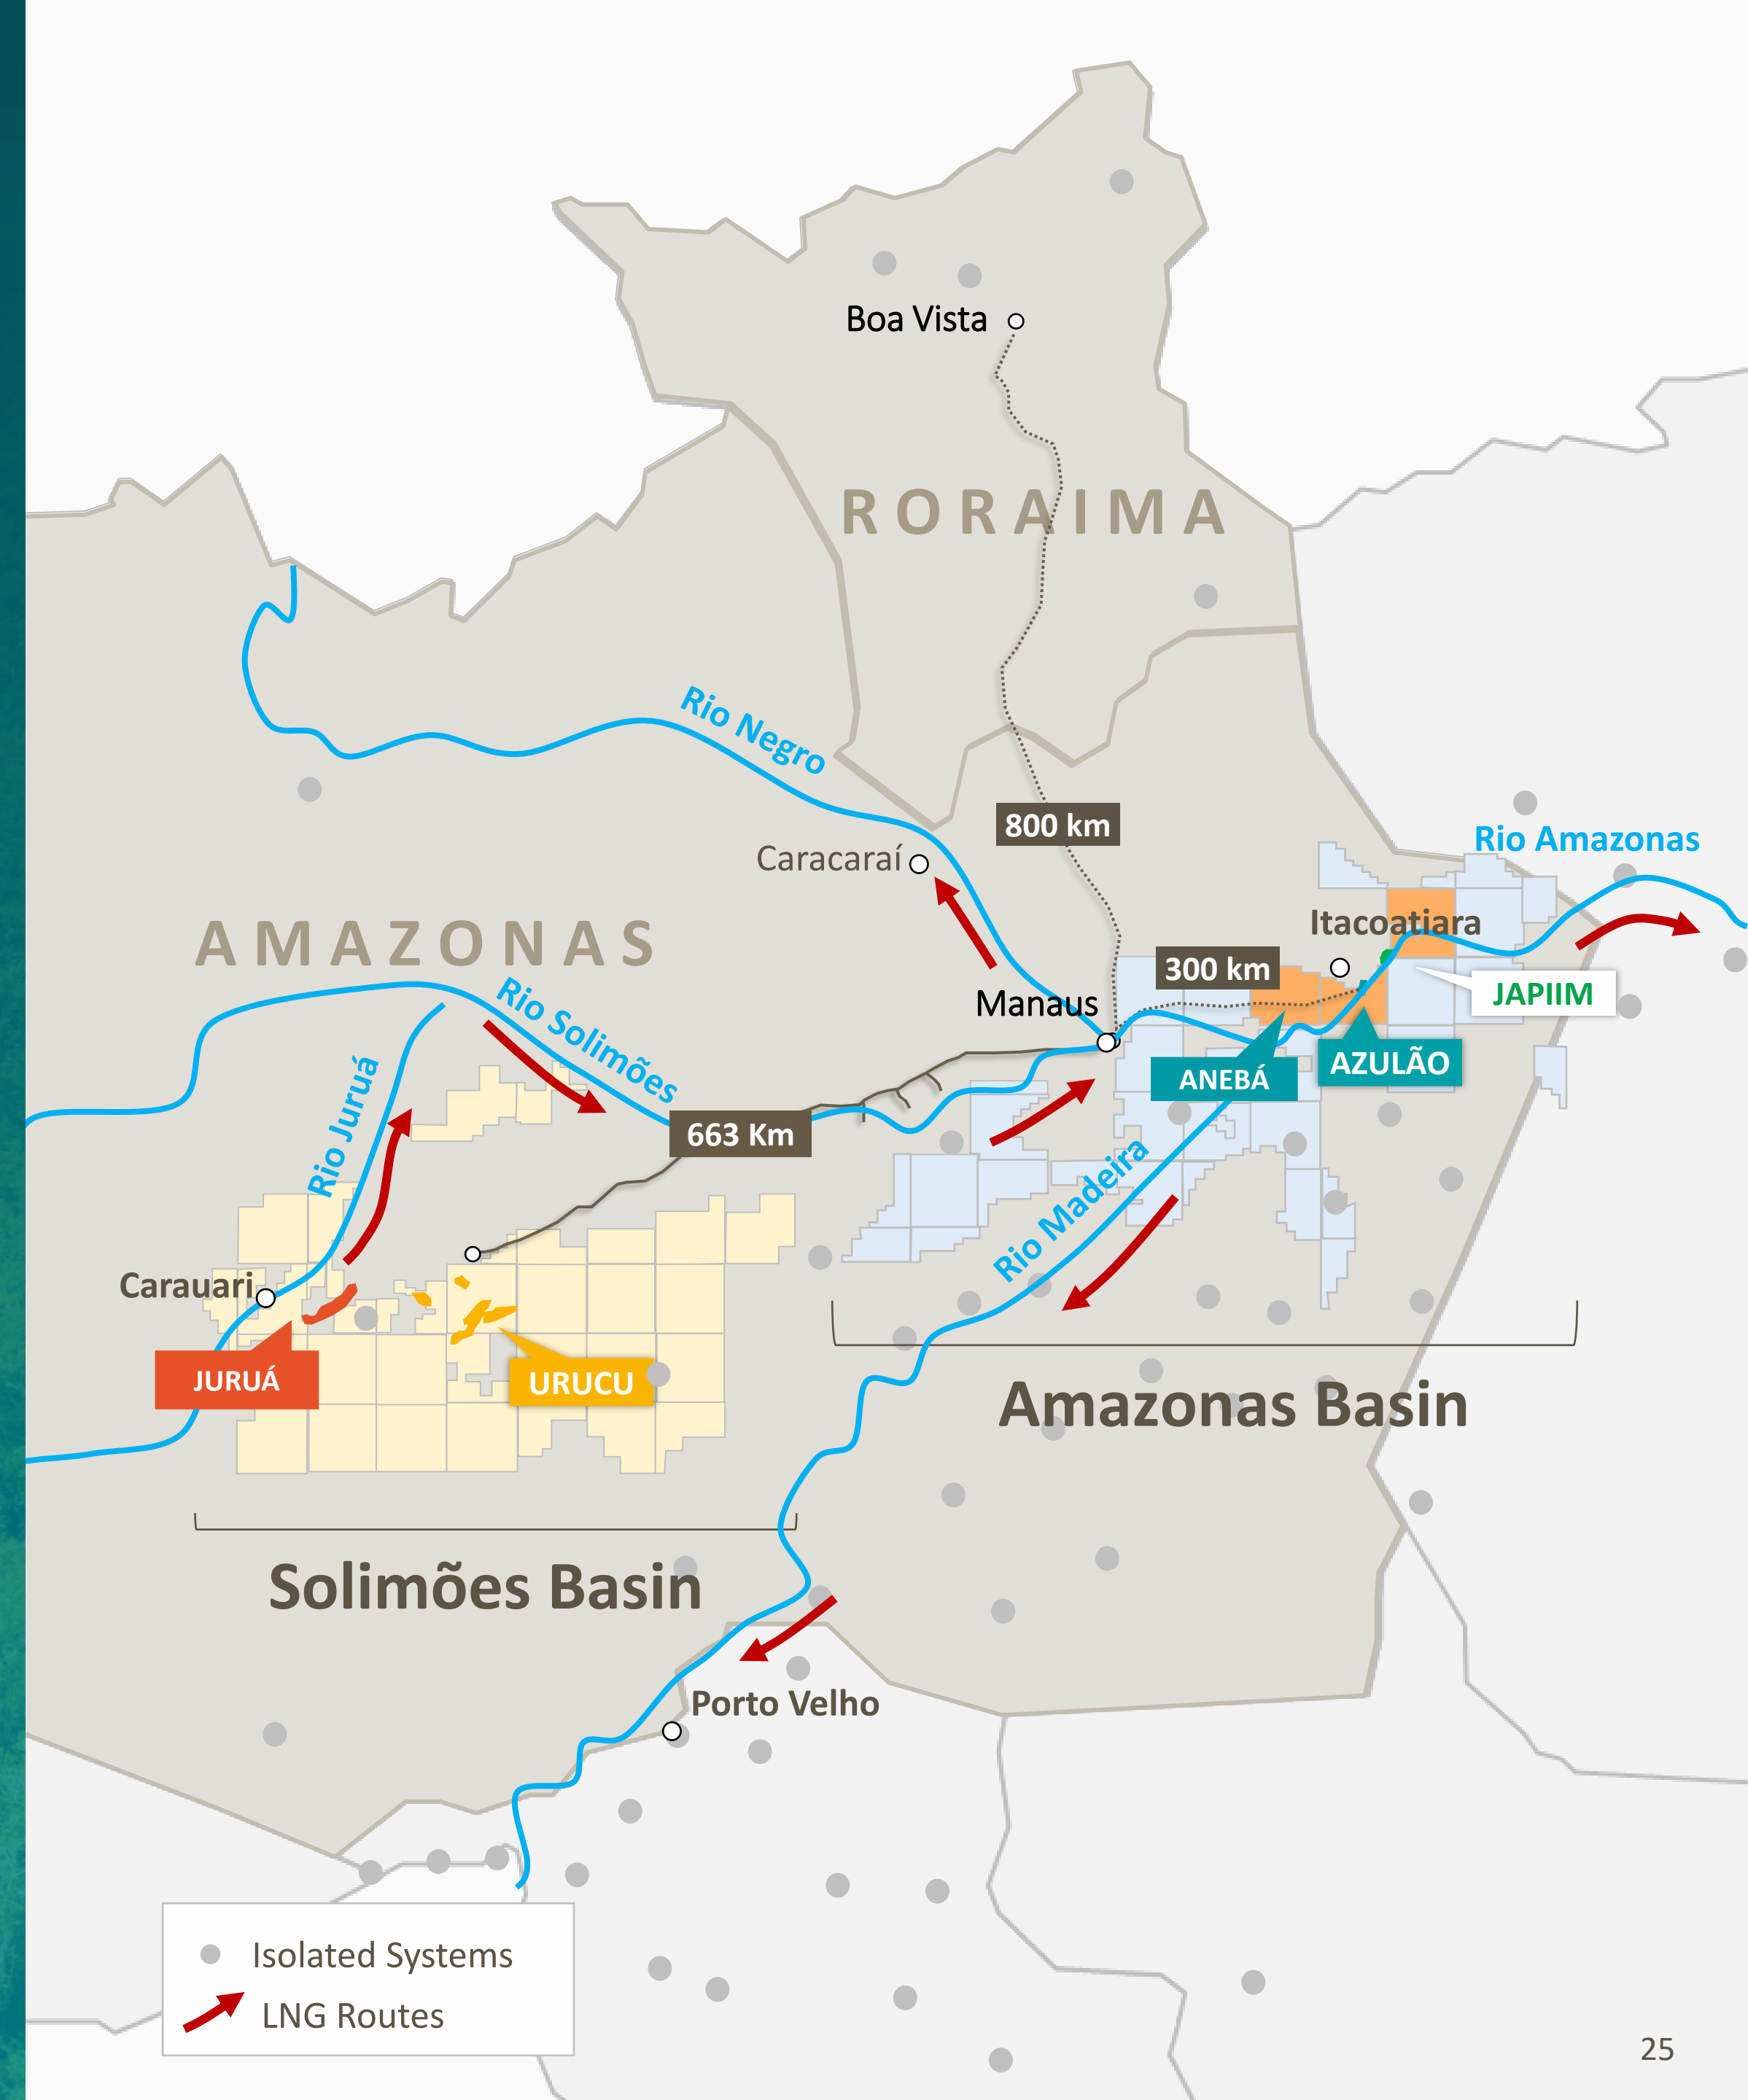 Boa Vista
RORAIMA
Rio Negro
800 km
Rio Amazonas
Caracaraí
Itacoatiara
AMAZONAS
300 km
JAPIIM
Manaus
Rio Solimões
AZULÃO
ANEBÁ
Rio Juruá
663 Km
Rio Madeira
Carauari
JURUÁ
URUCU
Amazonas Basin
Solimões Basin
Porto Velho
Isolated Systems
LNG Routes
25